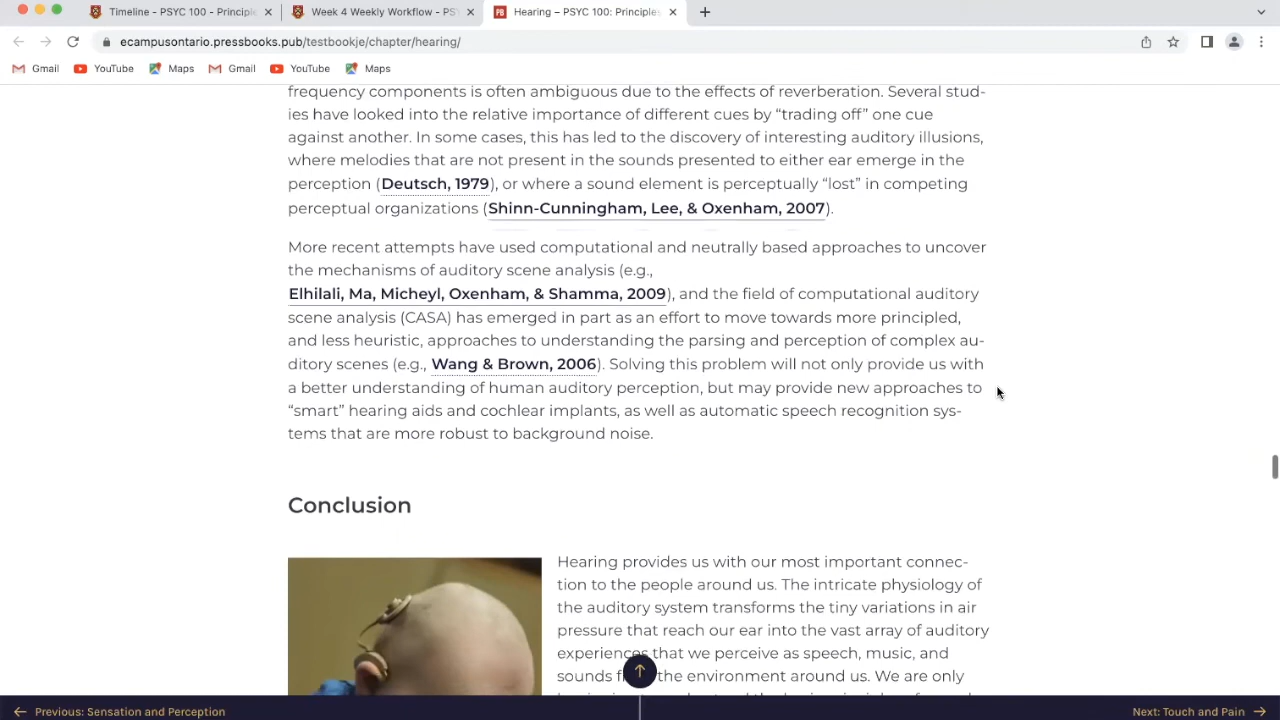 Timeline - PSYC 100 - Principle
Week 4 Weekly Workflow - PSY
PB Hearing – PSYC 100: Principles
ecampusontario.pressbooks.pub/testbookje/chapter/hearing/
Gmail YouTube Maps Gmail YouTube Maps
frequency components is often ambiguous due to the effects of reverberation. Several stud-
ies have looked into the relative importance of different cues by “trading off” one cue
against another. In some cases, this has led to the discovery of interesting auditory illusions,
where melodies that are not present in the sounds presented to either ear emerge in the
perception (Deutsch, 1979), or where a sound element is perceptually “lost” in competing
perceptual organizations (Shinn-Cunningham, Lee, & Oxenham, 2007).
More recent attempts have used computational and neutrally based approaches to uncover
the mechanisms of auditory scene analysis (e.g.,
Elhilali, Ma, Micheyl, Oxenham, & Shamma, 2009), and the field of computational auditory
scene analysis (CASA) has emerged in part as an effort to move towards more principled,
and less heuristic, approaches to understanding the parsing and perception of complex au-
ditory scenes (e.g., Wang & Brown, 2006). Solving this problem will not only provide us with
a better understanding of human auditory perception, but may provide new approaches to
“smart” hearing aids and cochlear implants, as well as automatic speech recognition sys-
tems that are more robust to background noise.
Conclusion
Hearing provides us with our most important connec-
tion to the people around us. The intricate physiology of
the auditory system transforms the tiny variations in air
pressure that reach our ear into the vast array of auditory
experiences that we perceive as speech, music, and
sounds the environment around us. We are only
Previous: Sensation and Perception
Next: Touch and Pain